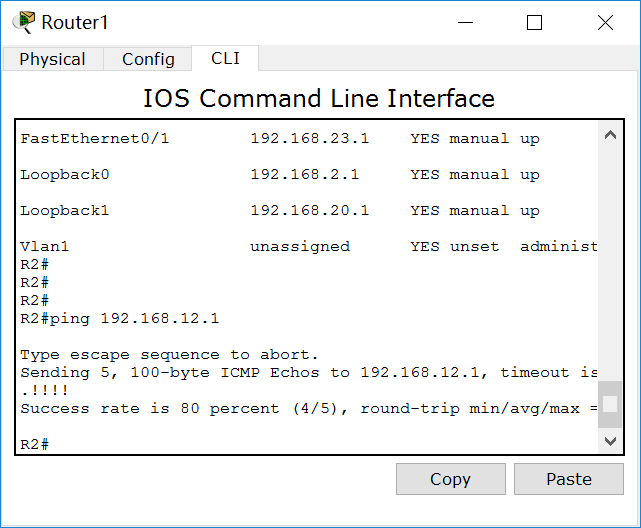 Router1
Physical Config CLI
IOS Command Line Interface
FastEthernet0/1 192.168.23.1 YES manual up
Loopback0 192.168.2.1 YES manual up
Loopback1 192.168.20.1 YES manual up
Vlan1 unassigned YES unset administ
R2#
R2#
R2#
R2#ping 192.168.12.1
Type escape sequence to abort.
Sending 5, 100-byte ICMP Echos to 192.168.12.1, timeout is
.!!!!
Success rate is 80 percent (4/5), round-trip min/avg/max =
R2#
Copy Paste